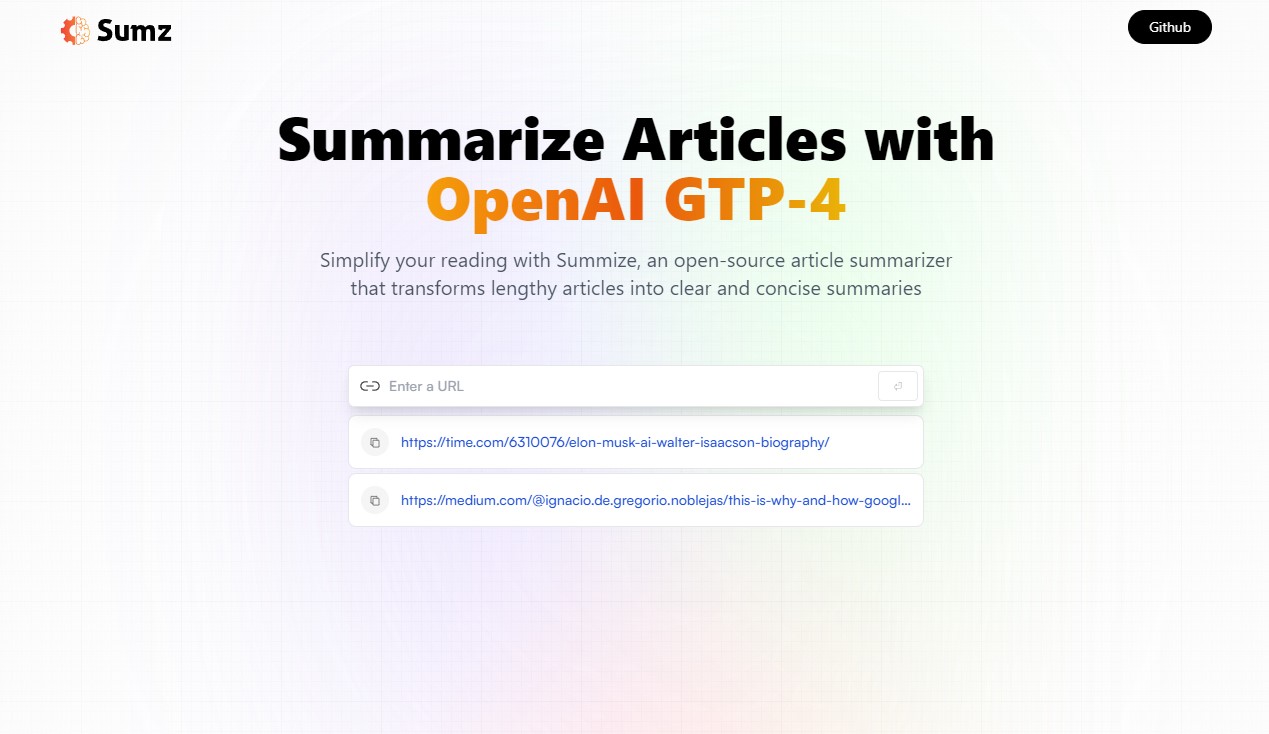 Sumz
Github
Summarize Articles with
OpenAI GTP-4
Simplify your reading with Summize, an open-source article summarizer
that transforms lengthy articles into clear and concise summaries
Enter a URL
https://time.com/6310076/elon-musk-ai-walter-isaacson-biography/
https://medium.com/@ignacio.de.gregorio.noblejas/this-is-why-and-how-googl...